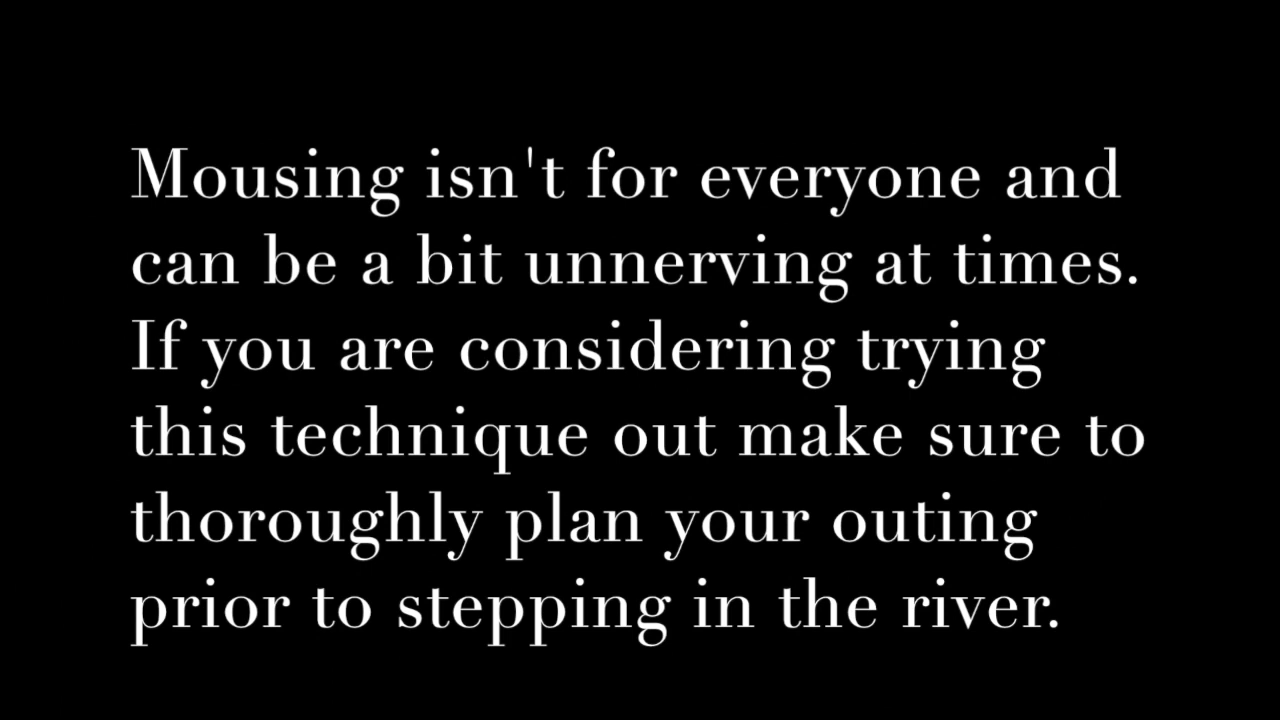 Mousing isn't for everyone and
can be a bit unnerving at times.
If you are considering trying
this technique out make sure to
thoroughly plan your outing
prior to stepping in the river.